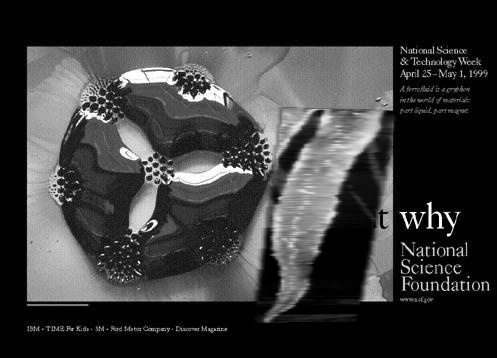 National Science
& Technology Week
April 25–May 1, 1999
A ferrofluid is a gryphon
in the world of materials:
part liquid, part magnet.
t why
National
Science
Foundation
www.nsf.gov
IBM • TIME For Kids • 3M • Ford Motor Company • Discover Magazine